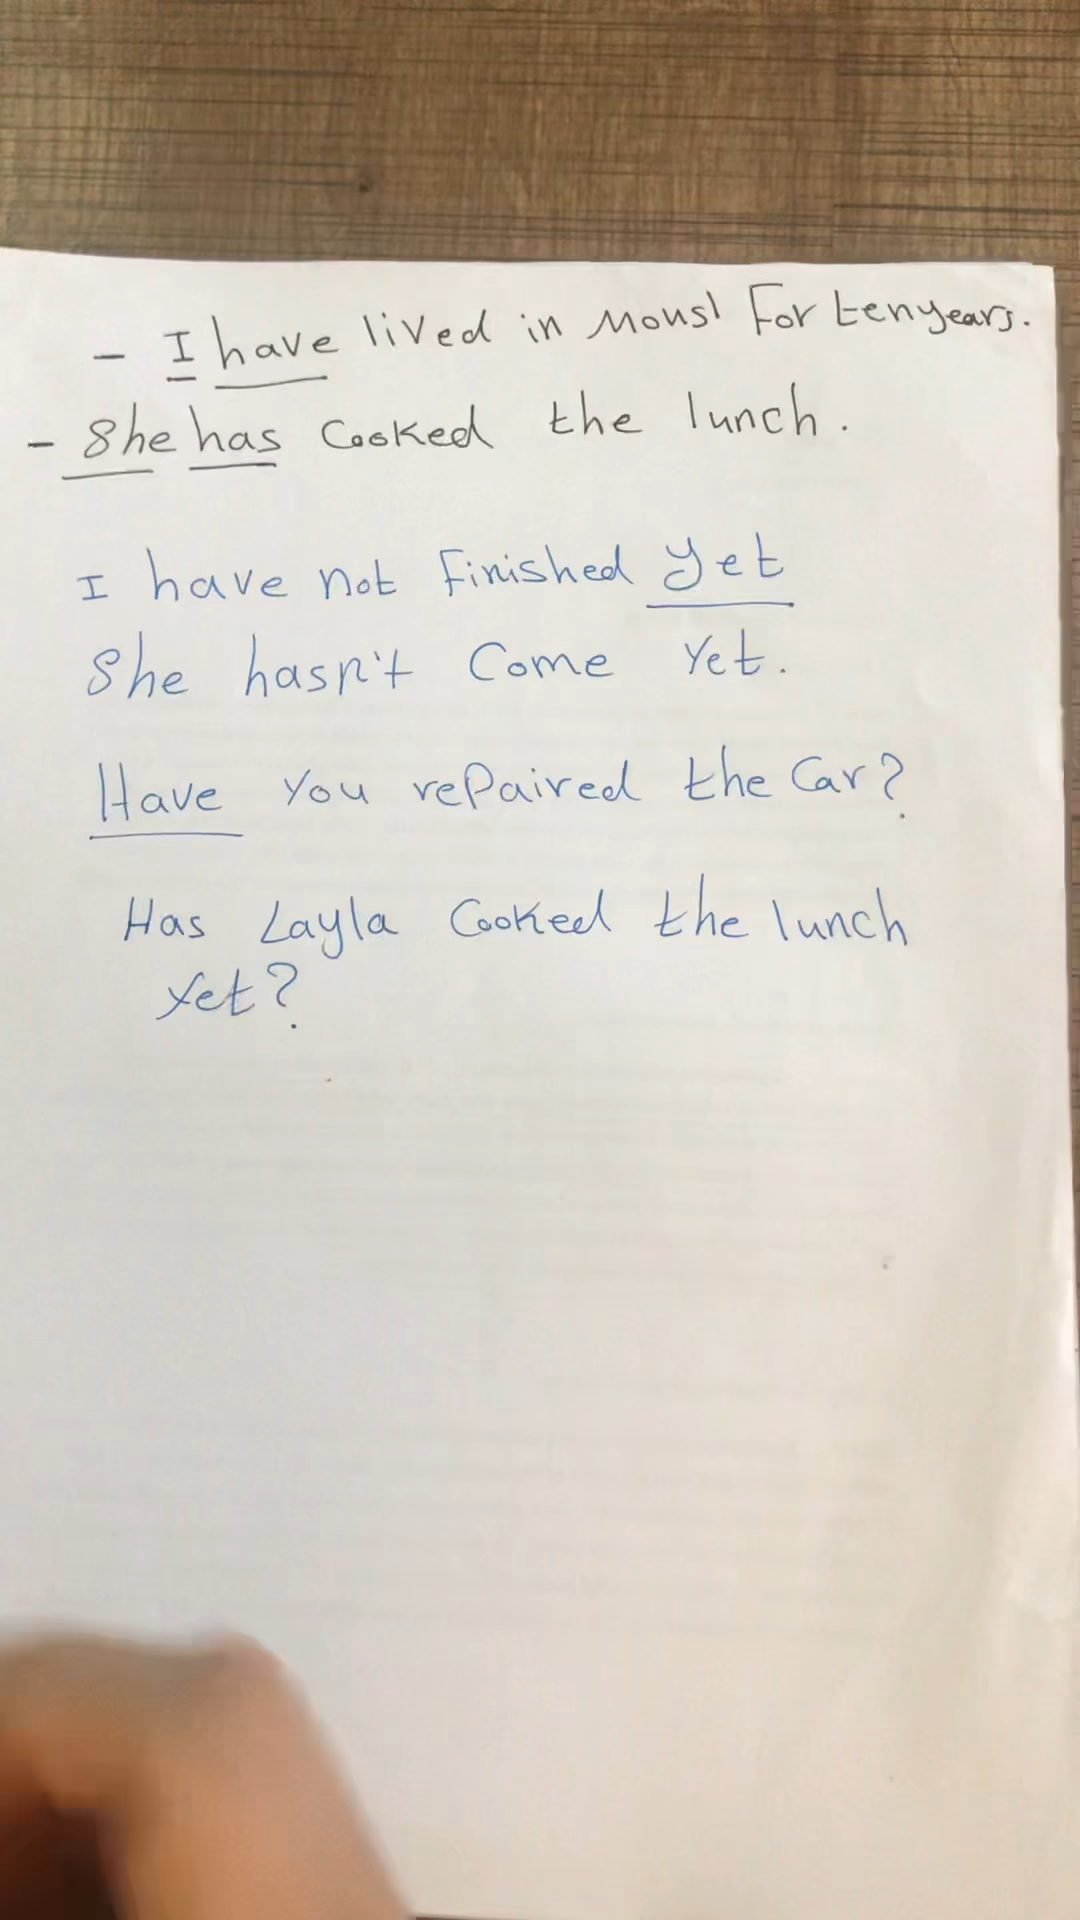 - I have lived in Mousl For ten years.
- She has Cooked the lunch.
I have not Finished yet
She hasn't Come Yet.
Have You rePaired the Car?
Has Layla Cooked the lunch
Yet?